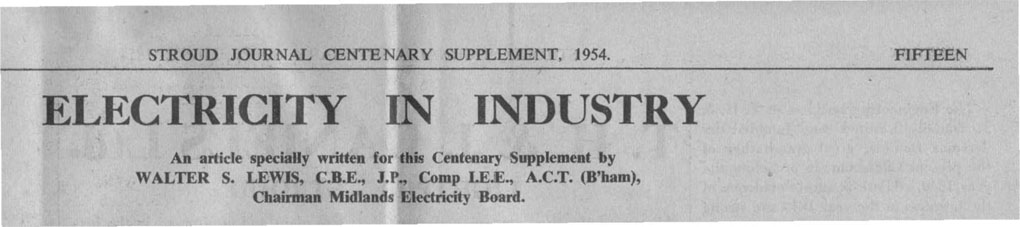 STROUD JOURNAL CENTENARY SUPPLEMENT, 1954. FIFTEEN
ELECTRICITY IN INDUSTRY
An article specially written for this Centenary Supplement by
WALTER S. LEWIS, C.B.E., J.P., Comp I.E.E., A.C.T. (B'ham),
Chairman Midlands Electricity Board.